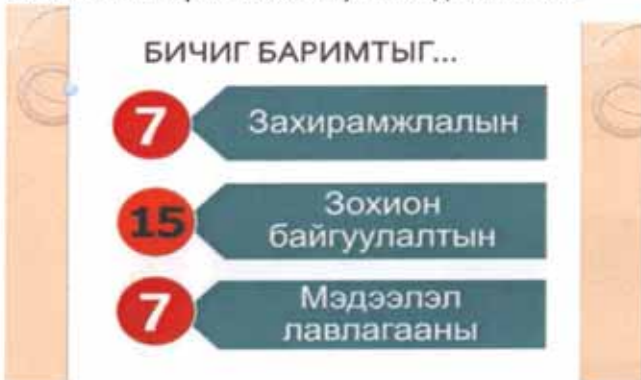 БИЧИГ БАРИМТЫГ...
7
Захирамжлалын
15
Зохион
байгуулалтын
7
Мэдээлэл
лавлагааны